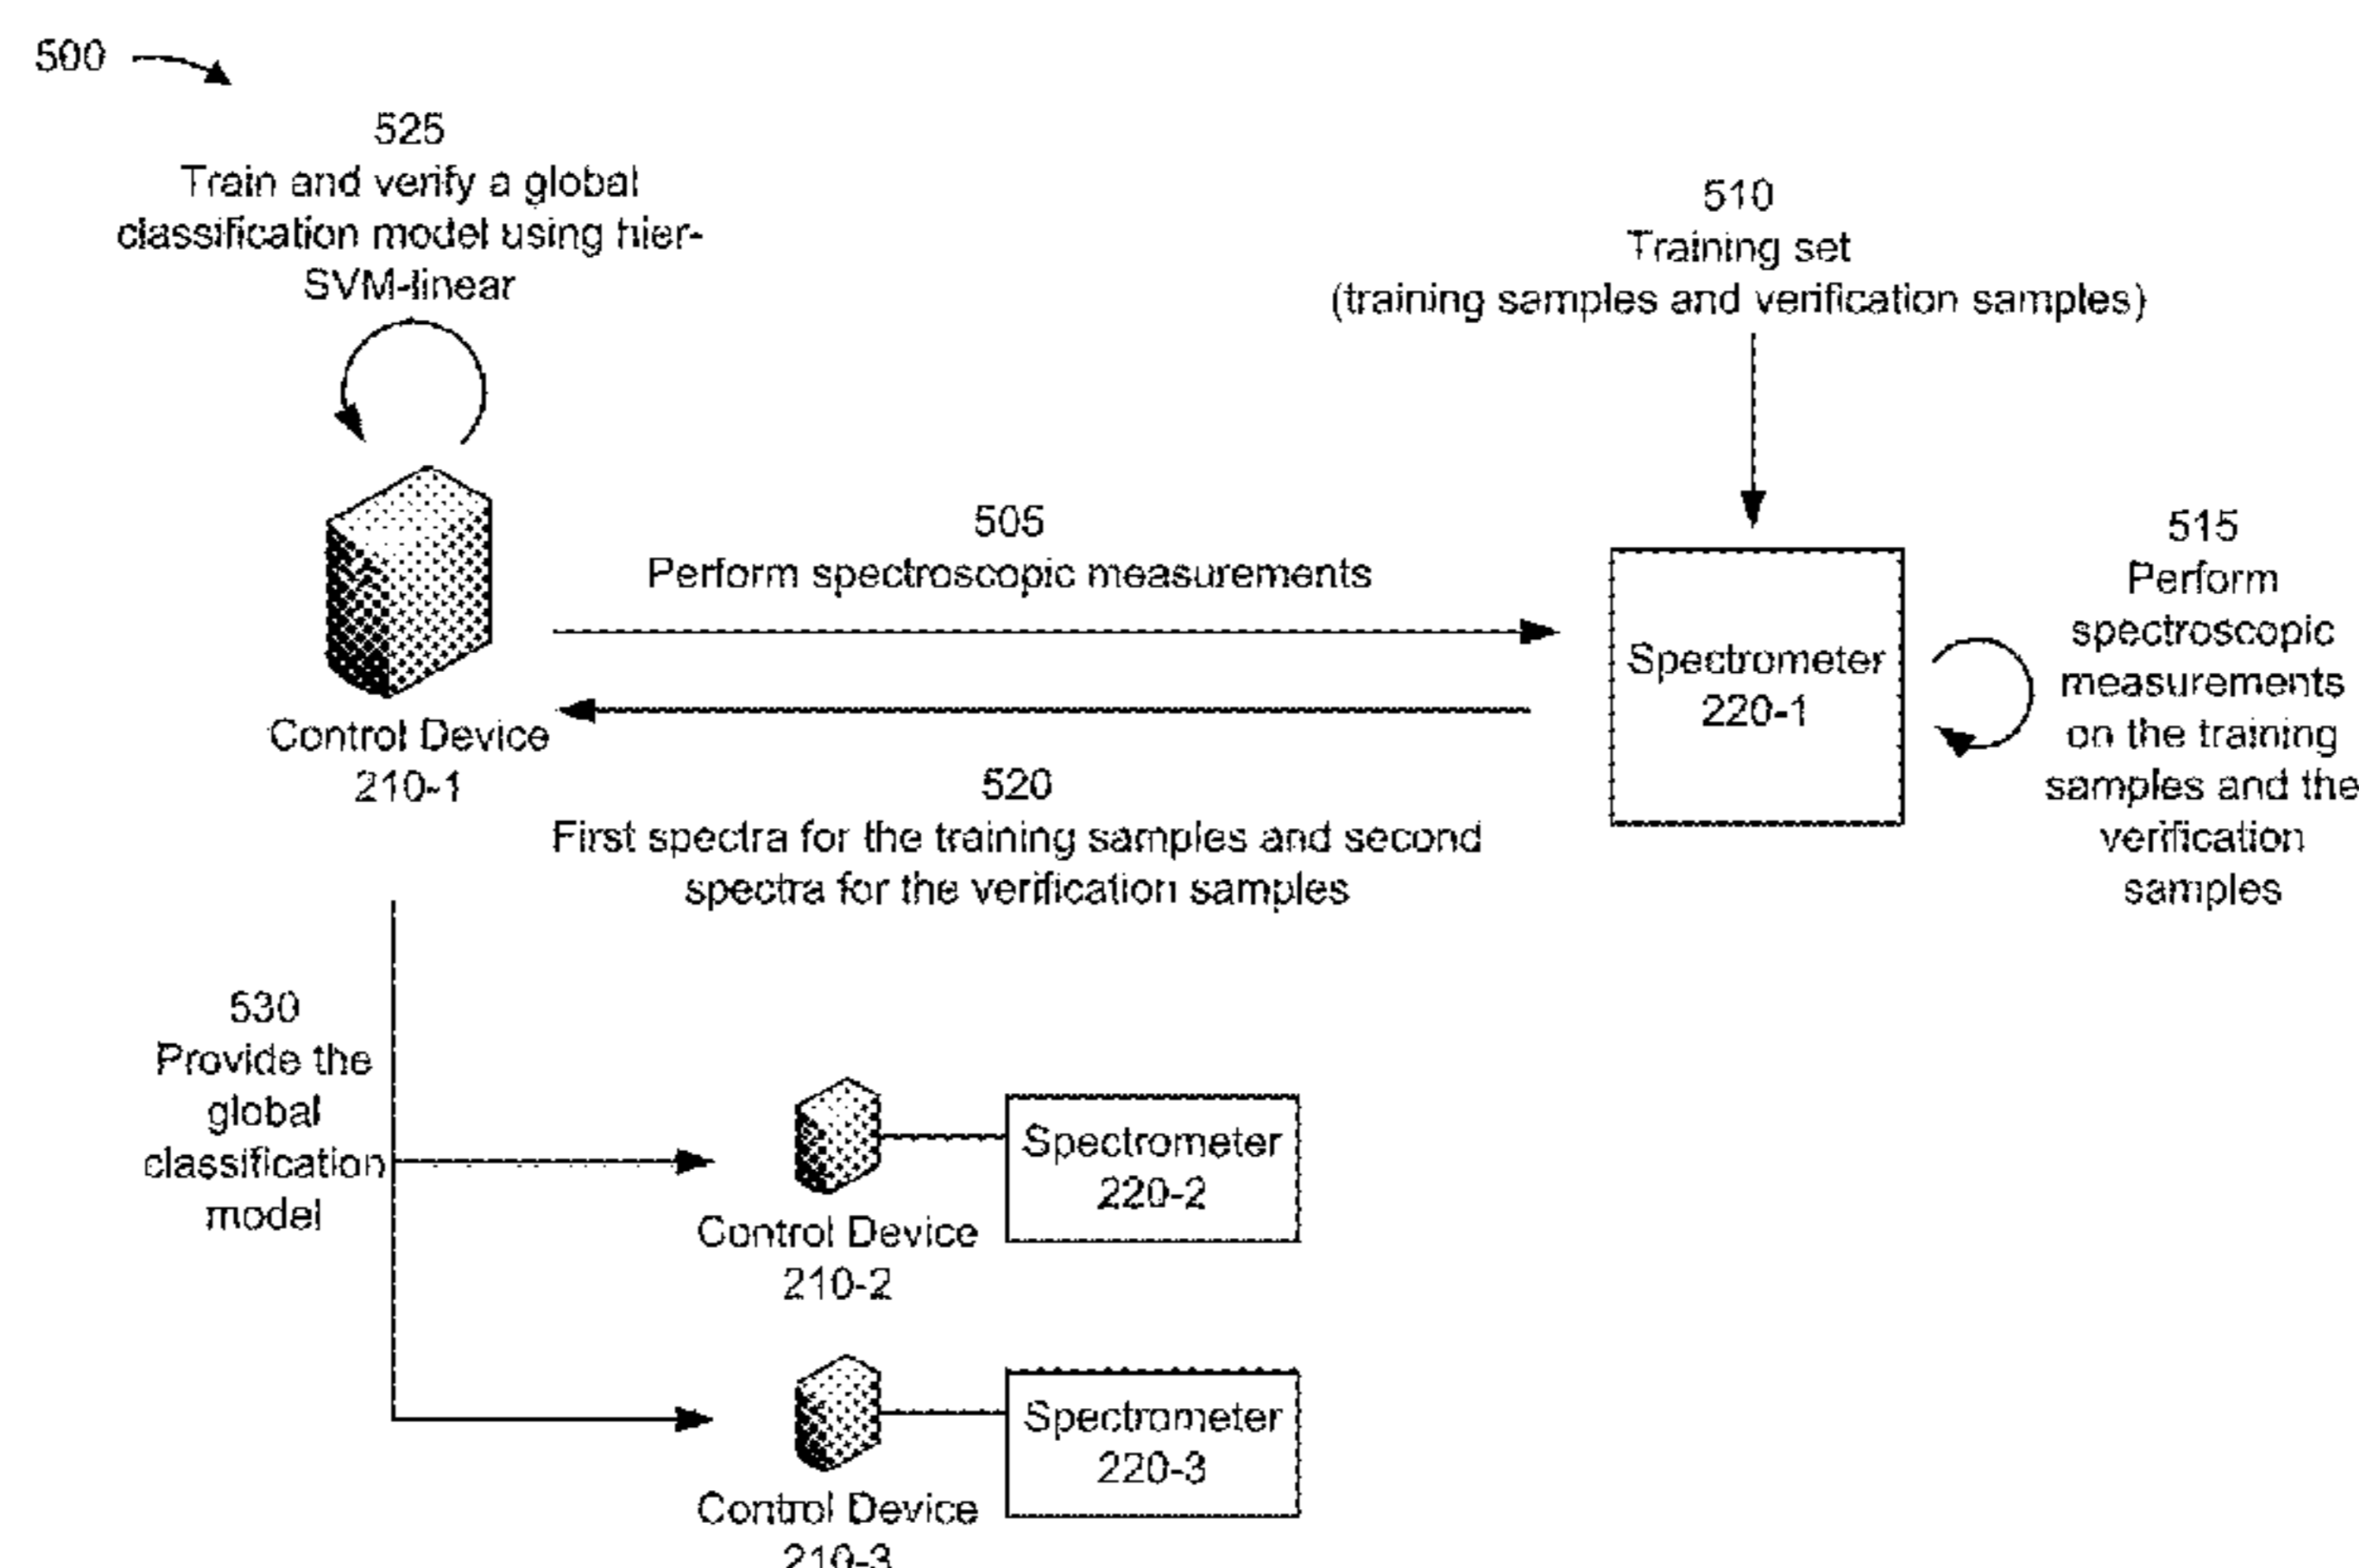 500
525
Train and verify a global
classification model using hier-
SVM-linear
510
Training set
(training samples and verification samples)
505
Perform spectroscopic measurements
515
Perform
spectroscopic
measurements
on the training
samples and the
verification
samples
Spectrometer
220-1
Control Device
210-1
520
First spectra for the training samples and second
spectra for the verification samples
530
Provide the
global
classification
model
Spectrometer
220-2
Control Device
210-2
Spectrometer
220-3
Control Device
210-3